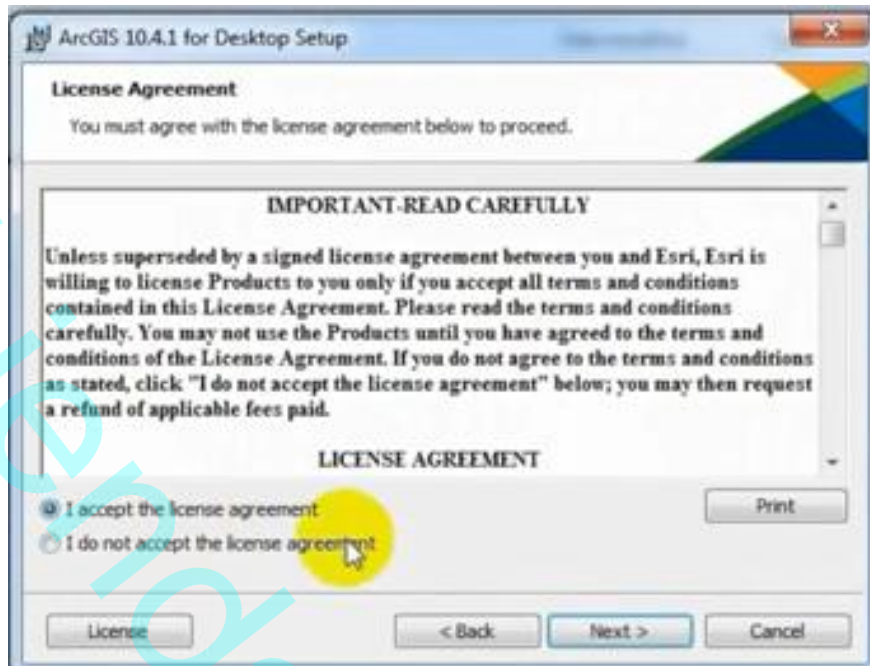 ArcGIS 10.4.1 for Desktop Setup
License Agreement
You must agree with the license agreement below to proceed.
IMPORTANT-READ CAREFULLY
Unless superseded by a signed license agreement between you and Esri, Esri is
willing to license Products to you only if you accept all terms and conditions
contained in this License Agreement. Please read the terms and conditions
carefully. You may not use the Products until you have agreed to the terms and
conditions of the License Agreement. If you do not agree to the terms and conditions
as stated, click "I do not accept the license agreement" below; you may then request
a refund of applicable fees paid.
LICENSE AGREEMENT
I accept the license agreement
Print
I do not accept the license agreement
License
< Back
Next >
Cancel